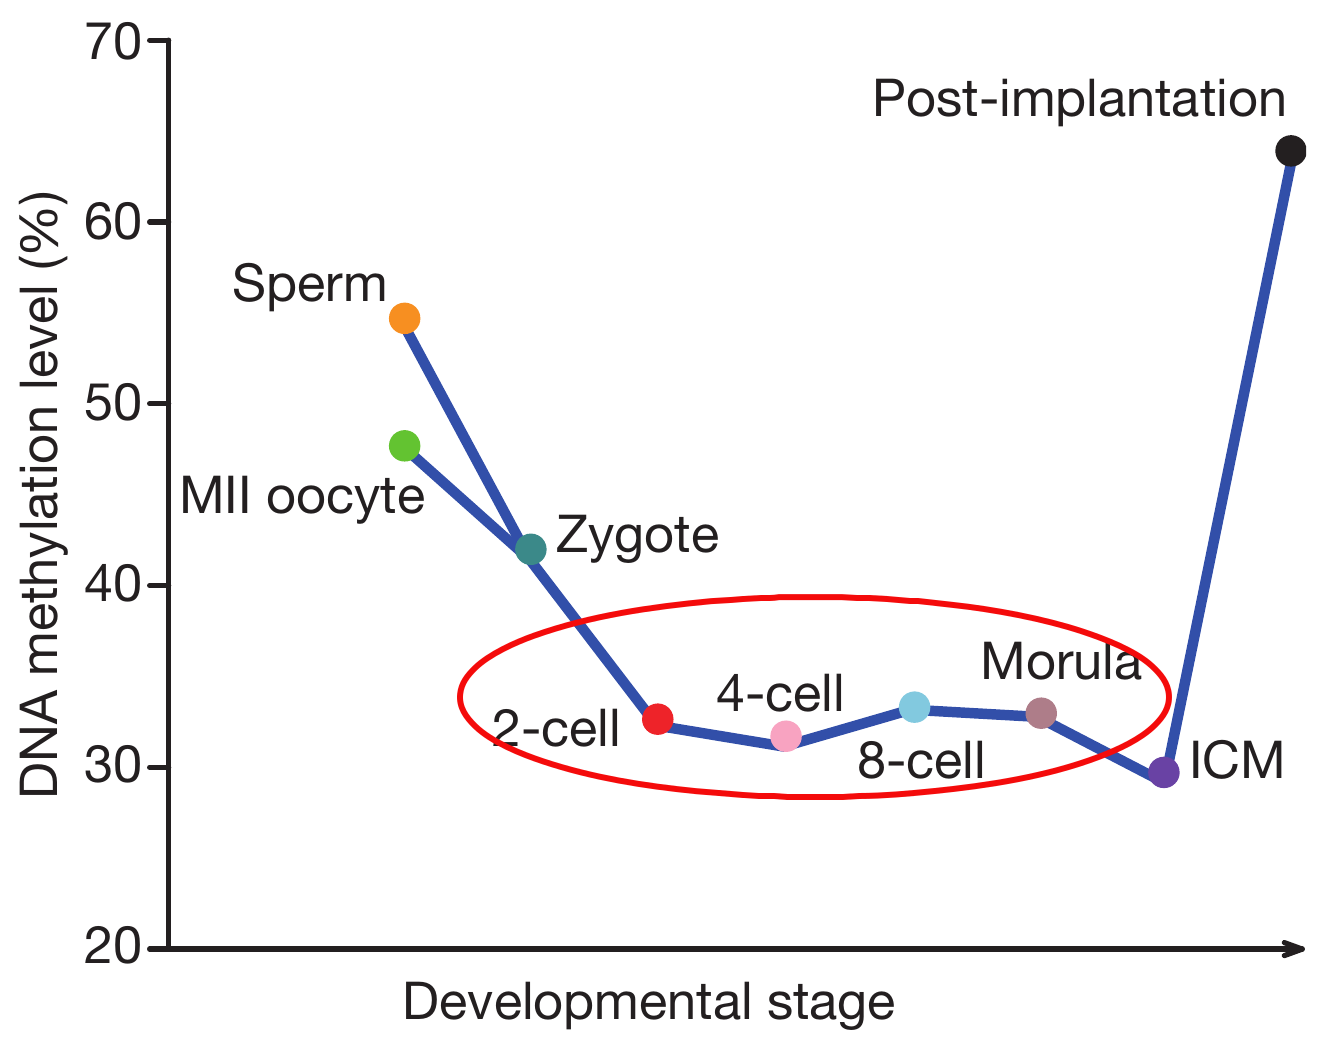 70
Post-implantation
60
Sperm
50
MII oocyte
Zygote
40
Morula
4-cell
2-cell
8-cell
ICM
30
20
DNA methylation level (%)
Developmental stage